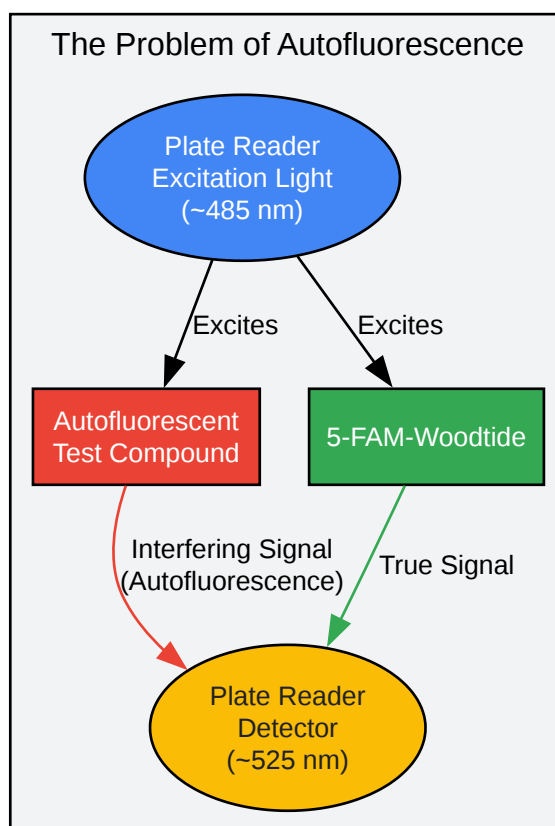 The Problem of Autofluorescence
Plate Reader
Excitation Light
(~485 nm)
Excites
Excites
Autofluorescent
Test Compound
5-FAM-Woodtide
Interfering Signal
(Autofluorescence)
True Signal
Plate Reader
Detector
(~525 nm)